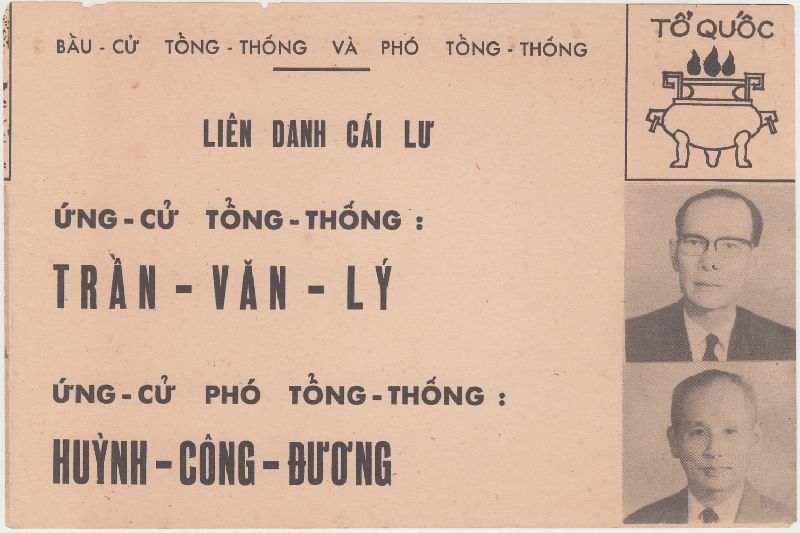 BẦU - CỬ TỔNG - THỐNG VÀ PHÓ TỔNG - THỐNG
TỔ QUỐC
LIÊN DANH CÁI LƯ
ỨNG - CỬ TỔNG - THỐNG :
TRẦN - VĂN - LÝ
ỨNG - CỬ PHÓ TỔNG - THỐNG :
HUỲNH - CÔNG - ĐƯƠNG